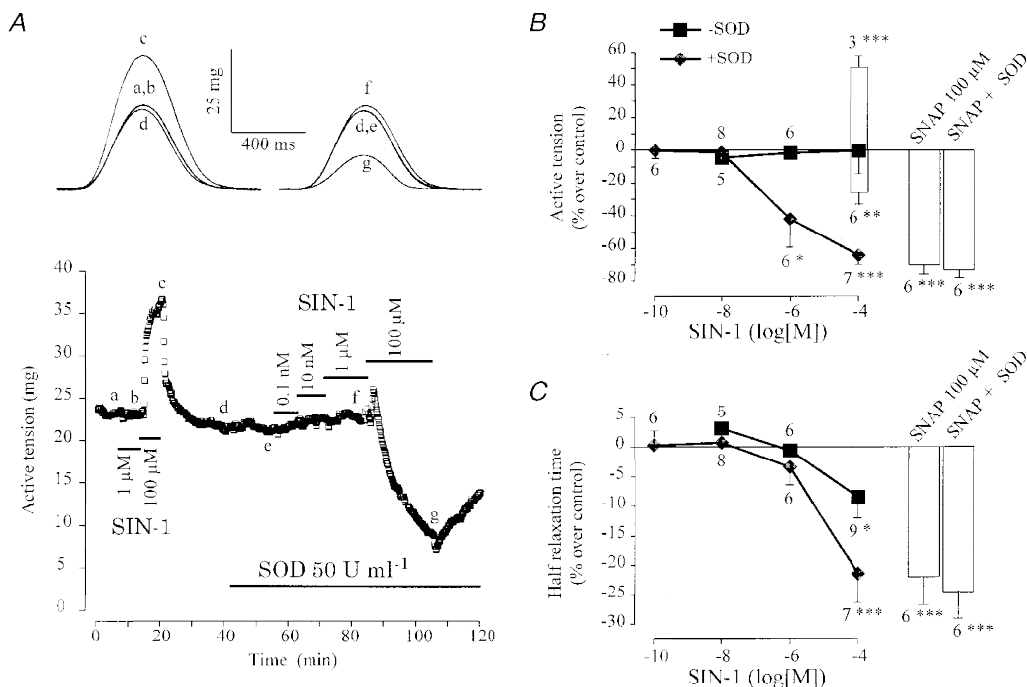 A
c
a,b
d
25 mg
400 ms
f
d,e
g
Active tension (mg)
40
35
30
25
20
15
10
5
0
c
a
b
1 µM
100 µM
SIN-1
d
e
0.1 nM
10 nM
SIN-1
1 µM
f
100 µM
g
SOD 50 U ml-1
0
20
40
60
80
100
120
Time (min)
B
-SOD
+SOD
3 ***
SNAP 100 µM
SNAP + SOD
Active tension
(% over control)
60
40
20
0
-20
-40
-60
-80
6
8
5
6
6 *
6 **
7 ***
6 ***
6 ***
-10
-8
-6
-4
SIN-1 (log[M])
C
SNAP 100 µM
SNAP + SOD
Half relaxation time
(% over control)
5
0
-5
-10
-15
-20
-25
-30
6
5
8
6
6
9 *
7 ***
6 ***
6 ***
-10
-8
-6
-4
SIN-1 (log[M])